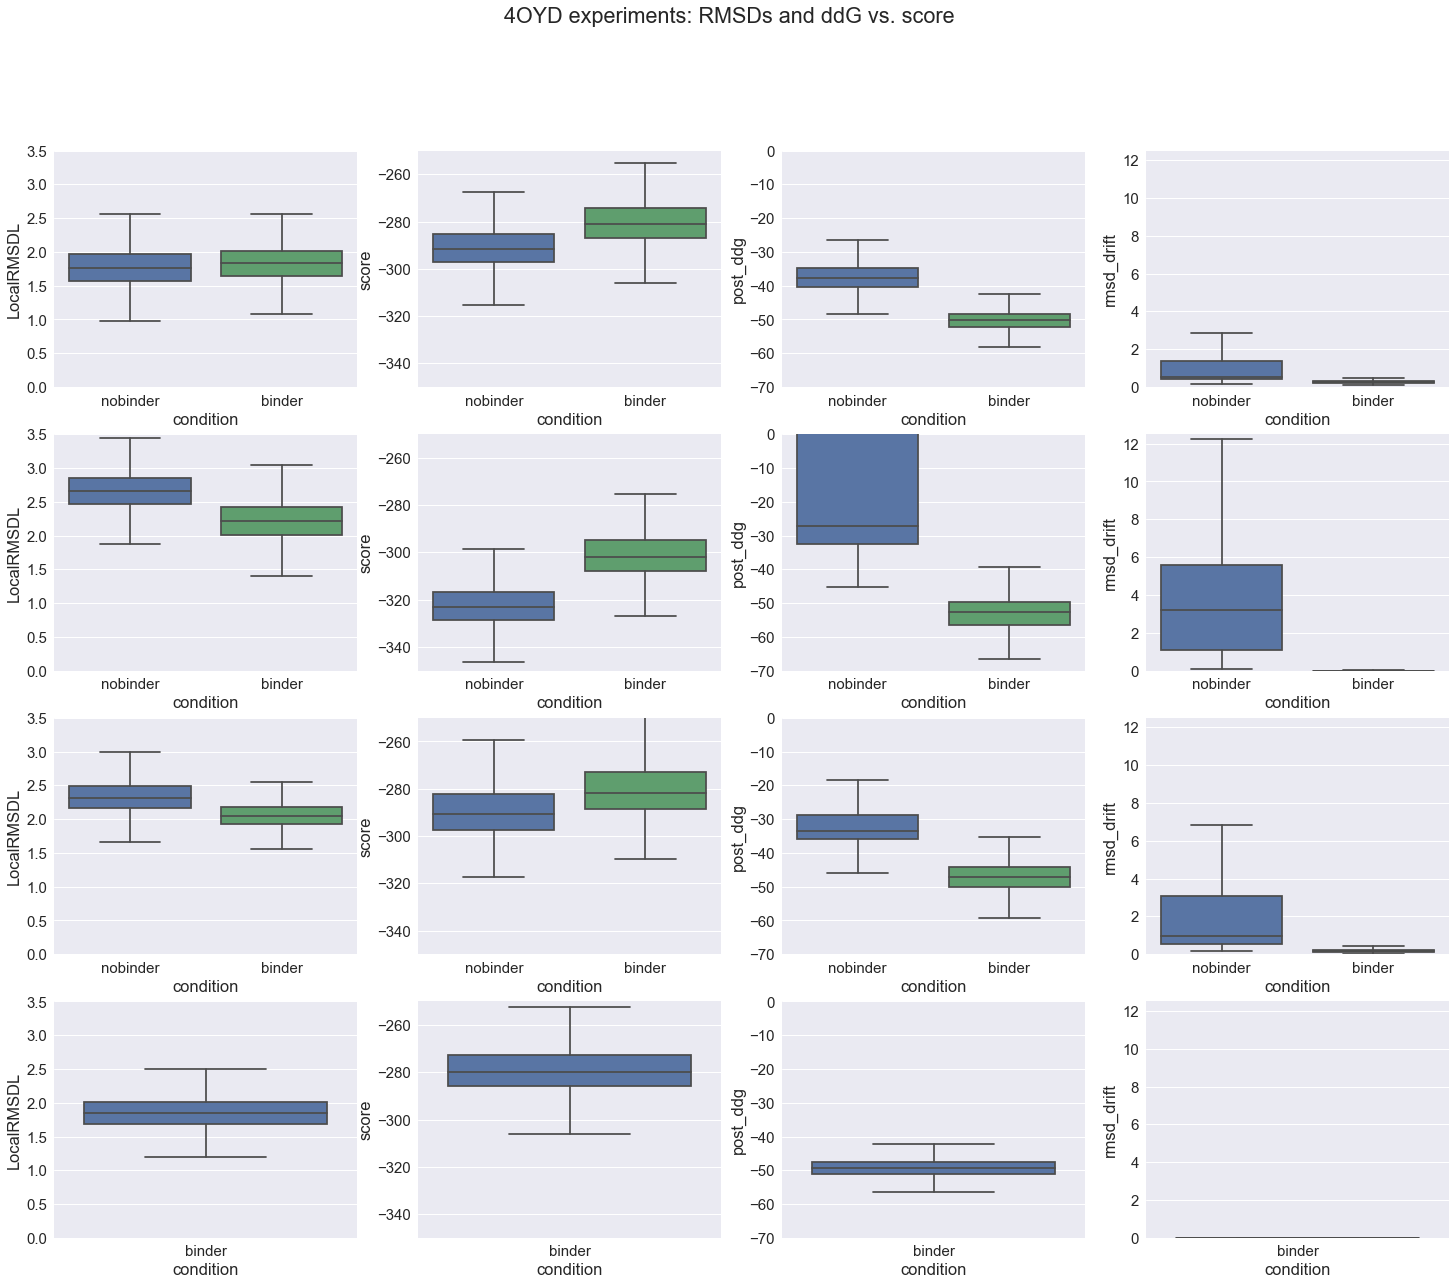 4OYD experiments: RMSDs and ddG vs. score
3.5
3.0
2.5
2.0
1.5
1.0
0.5
0.0
LocalRMSDL
nobinder binder
condition
−260
−280
−300
−320
−340
score
nobinder binder
condition
0
−10
−20
−30
−40
−50
−60
−70
post_ddg
nobinder binder
condition
12
10
8
6
4
2
0
rmsd_drift
nobinder binder
condition
3.5
3.0
2.5
2.0
1.5
1.0
0.5
0.0
LocalRMSDL
nobinder binder
condition
−260
−280
−300
−320
−340
score
nobinder binder
condition
0
−10
−20
−30
−40
−50
−60
−70
post_ddg
nobinder binder
condition
12
10
8
6
4
2
0
rmsd_drift
nobinder binder
condition
3.5
3.0
2.5
2.0
1.5
1.0
0.5
0.0
LocalRMSDL
nobinder binder
condition
−260
−280
−300
−320
−340
score
nobinder binder
condition
0
−10
−20
−30
−40
−50
−60
−70
post_ddg
nobinder binder
condition
12
10
8
6
4
2
0
rmsd_drift
nobinder binder
condition
3.5
3.0
2.5
2.0
1.5
1.0
0.5
0.0
LocalRMSDL
binder
condition
−260
−280
−300
−320
−340
score
binder
condition
0
−10
−20
−30
−40
−50
−60
−70
post_ddg
binder
condition
12
10
8
6
4
2
0
rmsd_drift
binder
condition